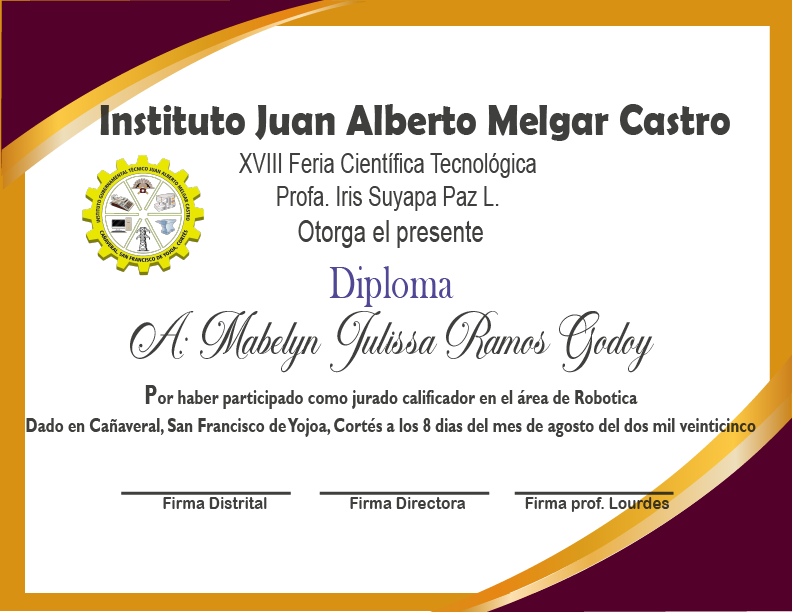 Instituto Juan Alberto Melgar Castro
XVIII Feria Científica Tecnológica
Profa. Iris Suyapa Paz L.
Otorga el presente
INSTITUTO GUBERNAMENTAL TECNICO JUAN ALBERTO MELGAR CASTRO
CAÑAVERAL, SAN FRANCISCO DE YOJOA, CORTES
Diploma
A: Mabelyn Julissa Ramos Godoy
Por haber participado como jurado calificador en el área de Robotica
Dado en Cañaveral, San Francisco de Yojoa, Cortés a los 8 dias del mes de agosto del dos mil veinticinco
Firma Distrital Firma Directora Firma prof. Lourdes